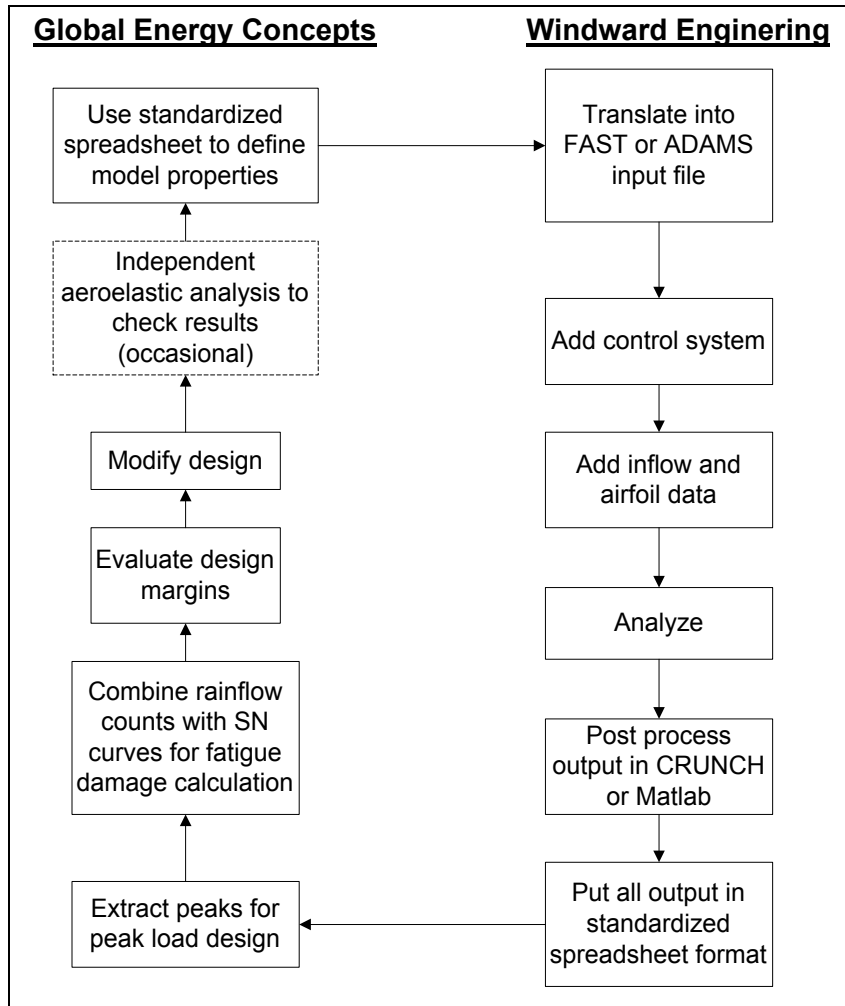 Global Energy Concepts
Windward Enginering
Use standardized
spreadsheet to define
model properties
Independent
aeroelastic analysis to
check results
(occasional)
Modify design
Evaluate design
margins
Combine rainflow
counts with SN
curves for fatigue
damage calculation
Extract peaks for
peak load design
Translate into
FAST or ADAMS
input file
Add control system
Add inflow and
airfoil data
Analyze
Post process
output in CRUNCH
or Matlab
Put all output in
standardized
spreadsheet format